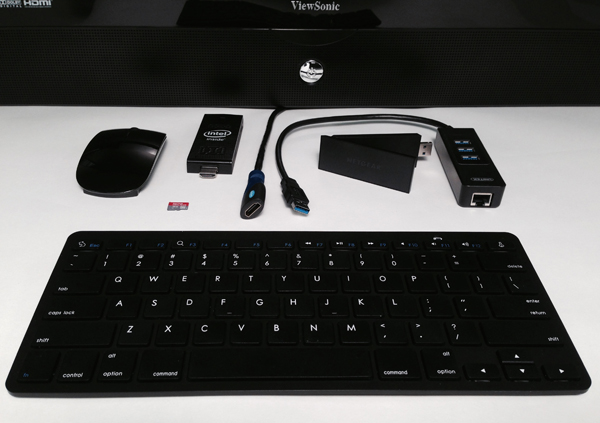 HDMI
ViewSonic
intel
Esc F1 F2 F3 F4 F5 F6 F7 F8 F9 F10 F11 F12
~ ! @ # $ % ^ & * ( ) _ +
1 2 3 4 5 6 7 8 9 0 - = delete
tab Q W E R T Y U I O P { } |
[ ] \
caps lock A S D F G H J K L : " enter
; ' return
shift Z X C V B N M < > ? shift
, . /
alt alt
fn control option command command option